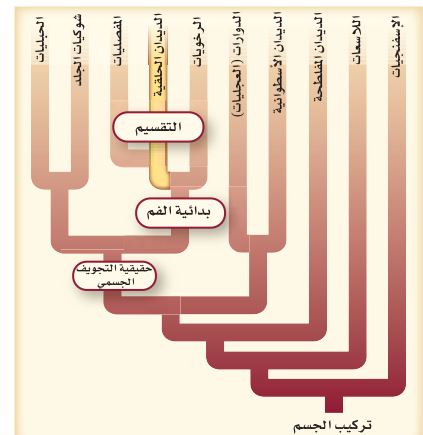 الإسفنجيات
اللاسعات
الديدان المفلطحة
الديدان الأسطوانية
الدوارات (العجليات)
الرخويات
الديدان الحلقية
المفصليات
شوكيات الجلد
الحبليات
التقسيم
بدائية الفم
حقيقية التجويف
الجسمي
تركيب الجسم